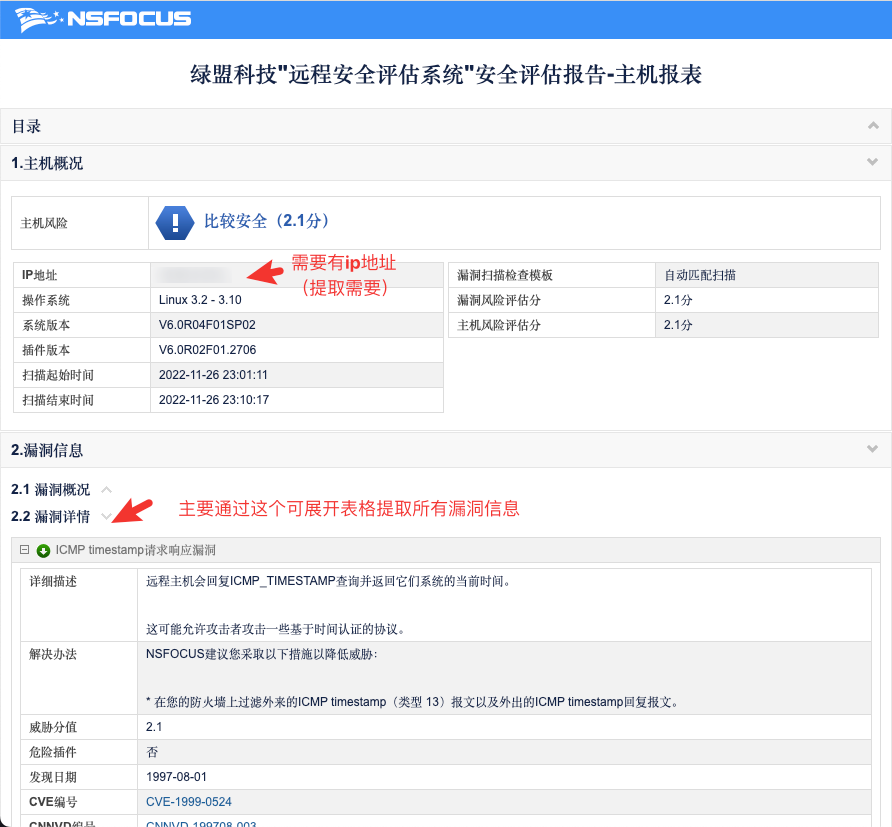 NSFOCUS
绿盟科技"远程安全评估系统"安全评估报告-主机报表
目录
1.主机概况
主机风险
比较安全（2.1分）
IP地址
需要有ip地址
（提取需要）
漏洞扫描检查模板 自动匹配扫描
操作系统 Linux 3.2 - 3.10
漏洞风险评估分 2.1分
系统版本 V6.0R04F01SP02
主机风险评估分 2.1分
插件版本 V6.0R02F01.2706
扫描起始时间 2022-11-26 23:01:11
扫描结束时间 2022-11-26 23:10:17
2.漏洞信息
2.1 漏洞概况
2.2 漏洞详情
主要通过这个可展开表格提取所有漏洞信息
ICMP timestamp请求响应漏洞
详细描述 远程主机会回复ICMP_TIMESTAMP查询并返回它们系统的当前时间。
这可能允许攻击者攻击一些基于时间认证的协议。
解决办法 NSFOCUS建议您采取以下措施以降低威胁：
* 在您的防火墙上过滤外来的ICMP timestamp（类型 13）报文以及外出的ICMP timestamp回复报文。
威胁分值 2.1
危险插件 否
发现日期 1997-08-01
CVE编号 CVE-1999-0524
CNNVD编号 CNNVD-199708-003